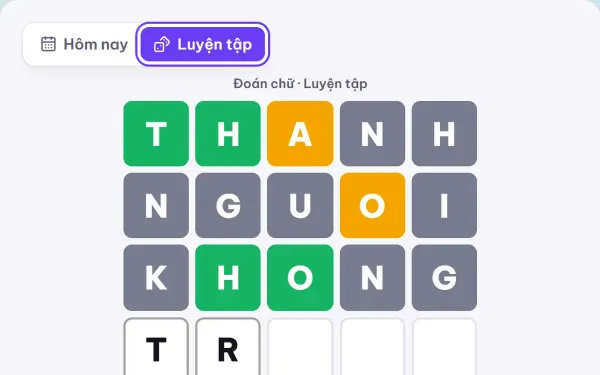 Hôm nay Luyện tập
Đoán chữ · Luyện tập
T H A N H
N G U O I
K H O N G
T R